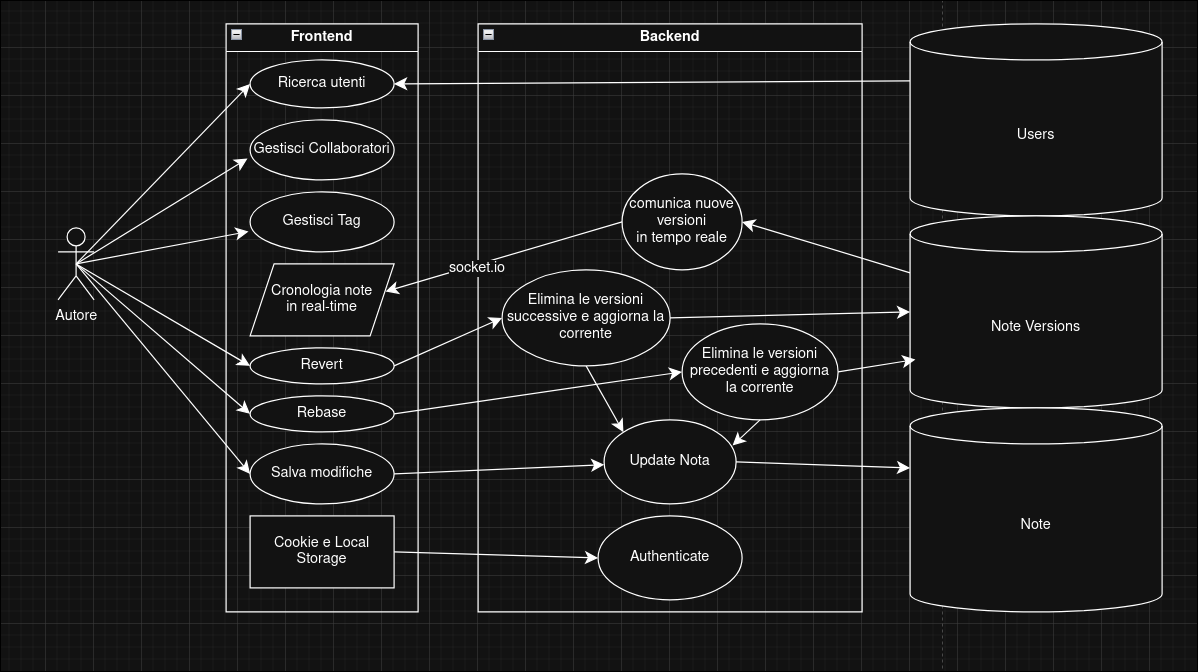 Frontend
Backend
Ricerca utenti
Users
Gestisci Collaboratori
comunica nuove
versioni
in tempo reale
Gestisci Tag
socket.io
Cronologia note
in real-time
Autore
Elimina le versioni
successive e aggiorna la
corrente
Note Versions
Elimina le versioni
precedenti e aggiorna
la corrente
Revert
Rebase
Salva modifiche
Update Nota
Note
Cookie e Local
Storage
Authenticate